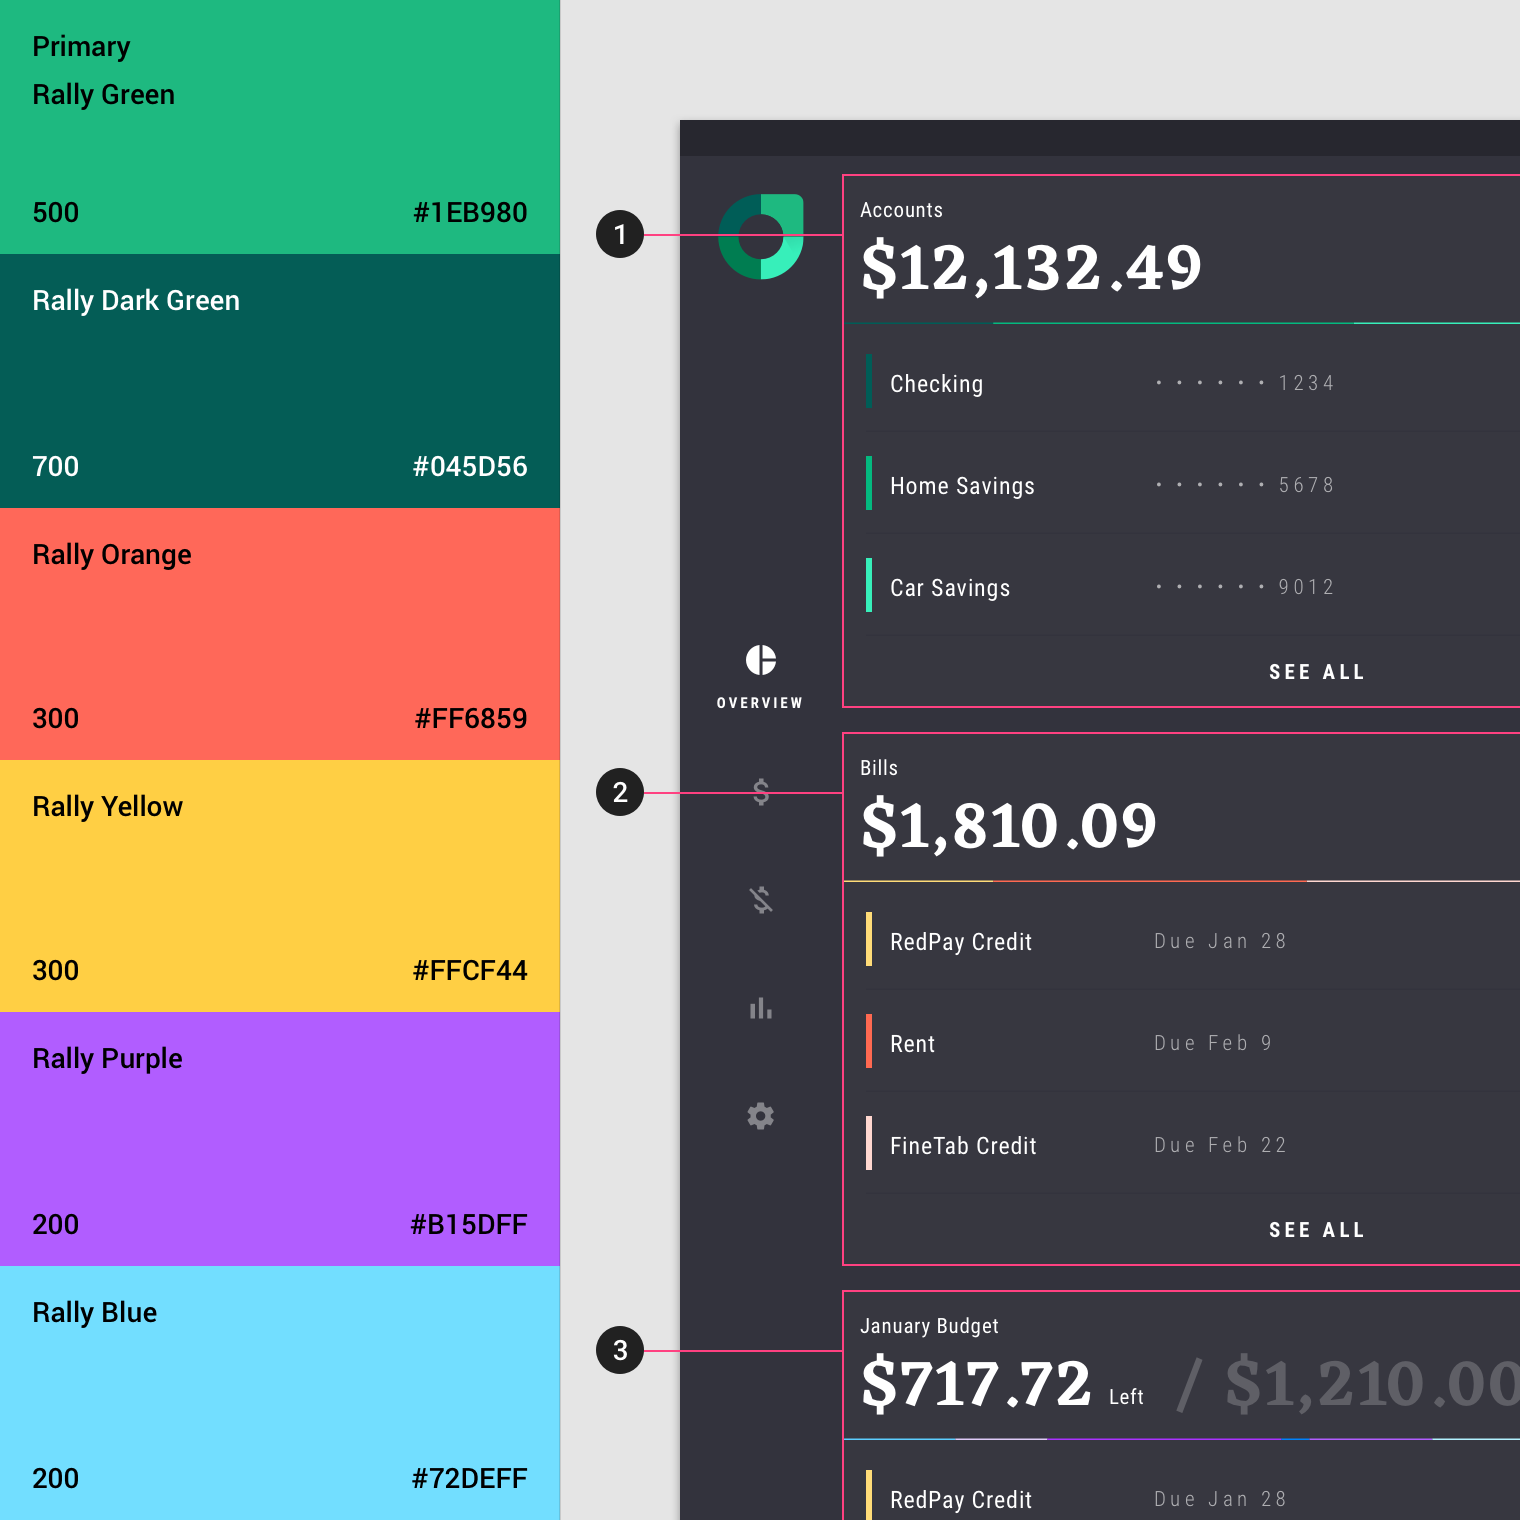 Primary
Rally Green
500 #1EB980
Rally Dark Green
700 #045D56
Rally Orange
300 #FF6859
Rally Yellow
300 #FFCF44
Rally Purple
200 #B15DFF
Rally Blue
200 #72DEFF
1
2
3
OVERVIEW
Accounts
$12,132.49
Checking • • • • • • 1234
Home Savings • • • • • • 5678
Car Savings • • • • • • 9012
SEE ALL
Bills
$1,810.09
RedPay Credit Due Jan 28
Rent Due Feb 9
FineTab Credit Due Feb 22
SEE ALL
January Budget
$717.72 Left / $1,210.00
RedPay Credit Due Jan 28